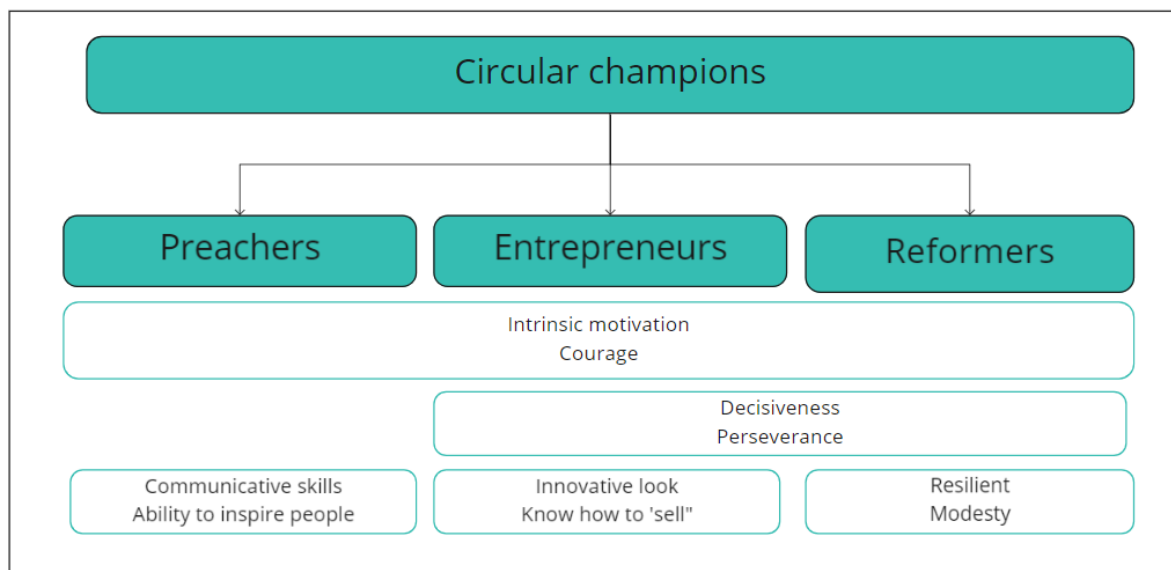 Circular champions
Preachers
Entrepreneurs
Reformers
Intrinsic motivation
Courage
Decisiveness
Perseverance
Communicative skills
Ability to inspire people
Innovative look
Know how to 'sell"
Resilient
Modesty